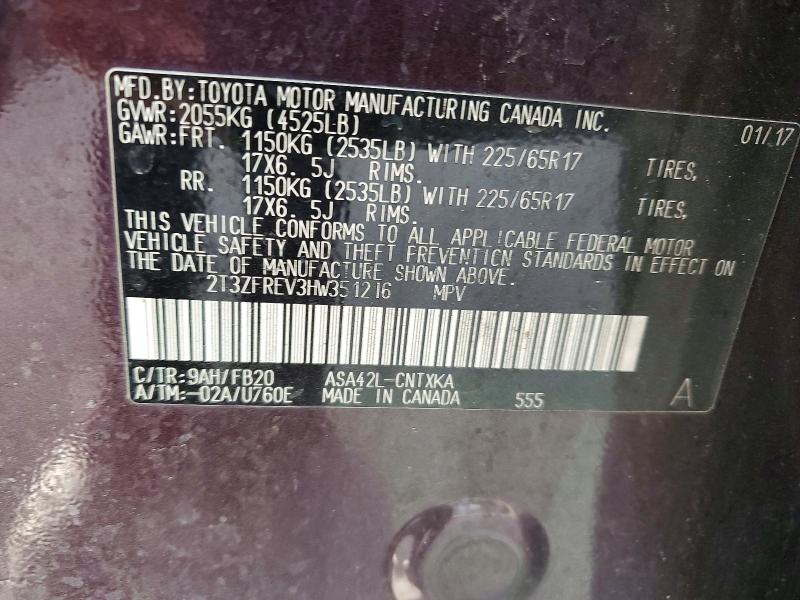 MFD.BY:TOYOTA MOTOR MANUFACTURING CANADA INC. 01/17
GVWR:2055KG (4525LB)
GAWR:FRT. 1150KG (2535LB) WITH 225/65R17 TIRES,
17X6. 5J RIMS.
RR. 1150KG (2535LB) WITH 225/65R17 TIRES,
17X6. 5J RIMS.
THIS VEHICLE CONFORMS TO ALL APPLICABLE FEDERAL MOTOR
VEHICLE SAFETY AND THEFT PREVENTION STANDARDS IN EFFECT ON
THE DATE OF MANUFACTURE SHOWN ABOVE.
2T3ZFREV3HW351216 MPV
C/TR:9AH/FB20 ASA42L-CNTXKA
A/TM:-02A/U760E MADE IN CANADA 555 A